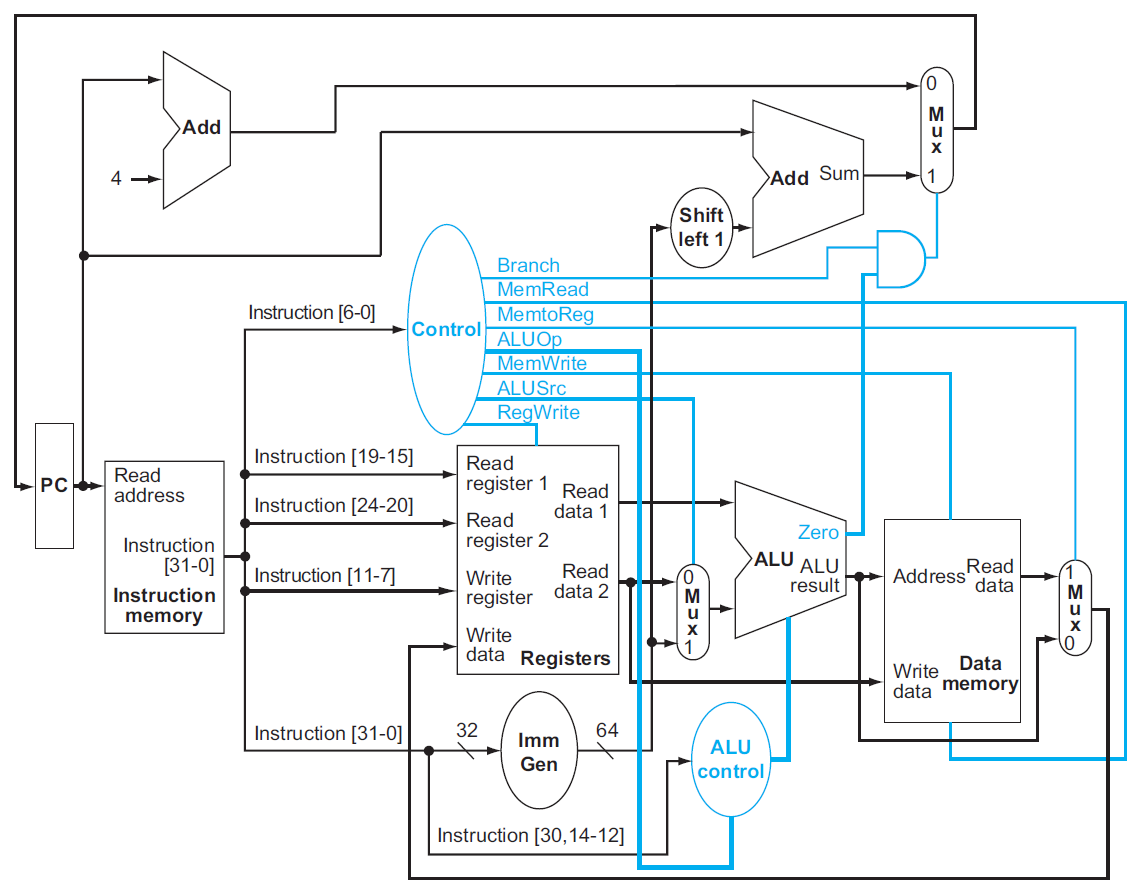 0
M
u
x
1
Add
4
Add Sum
Shift
left 1
Branch
MemRead
MemtoReg
ALUOp
MemWrite
ALUSrc
RegWrite
Control
Instruction [6-0]
PC
Read
address
Instruction
[31-0]
Instruction
memory
Instruction [19-15]
Instruction [24-20]
Instruction [11-7]
Instruction [31-0]
Read
register 1
Read
register 2
Write
register
Write
data
Read
data 1
Read
data 2
Registers
0
M
u
x
1
Zero
ALU
ALU
result
Address
Read
data
Write
data
Data
memory
1
M
u
x
0
32
Imm
Gen
64
ALU
control
Instruction [30,14-12]